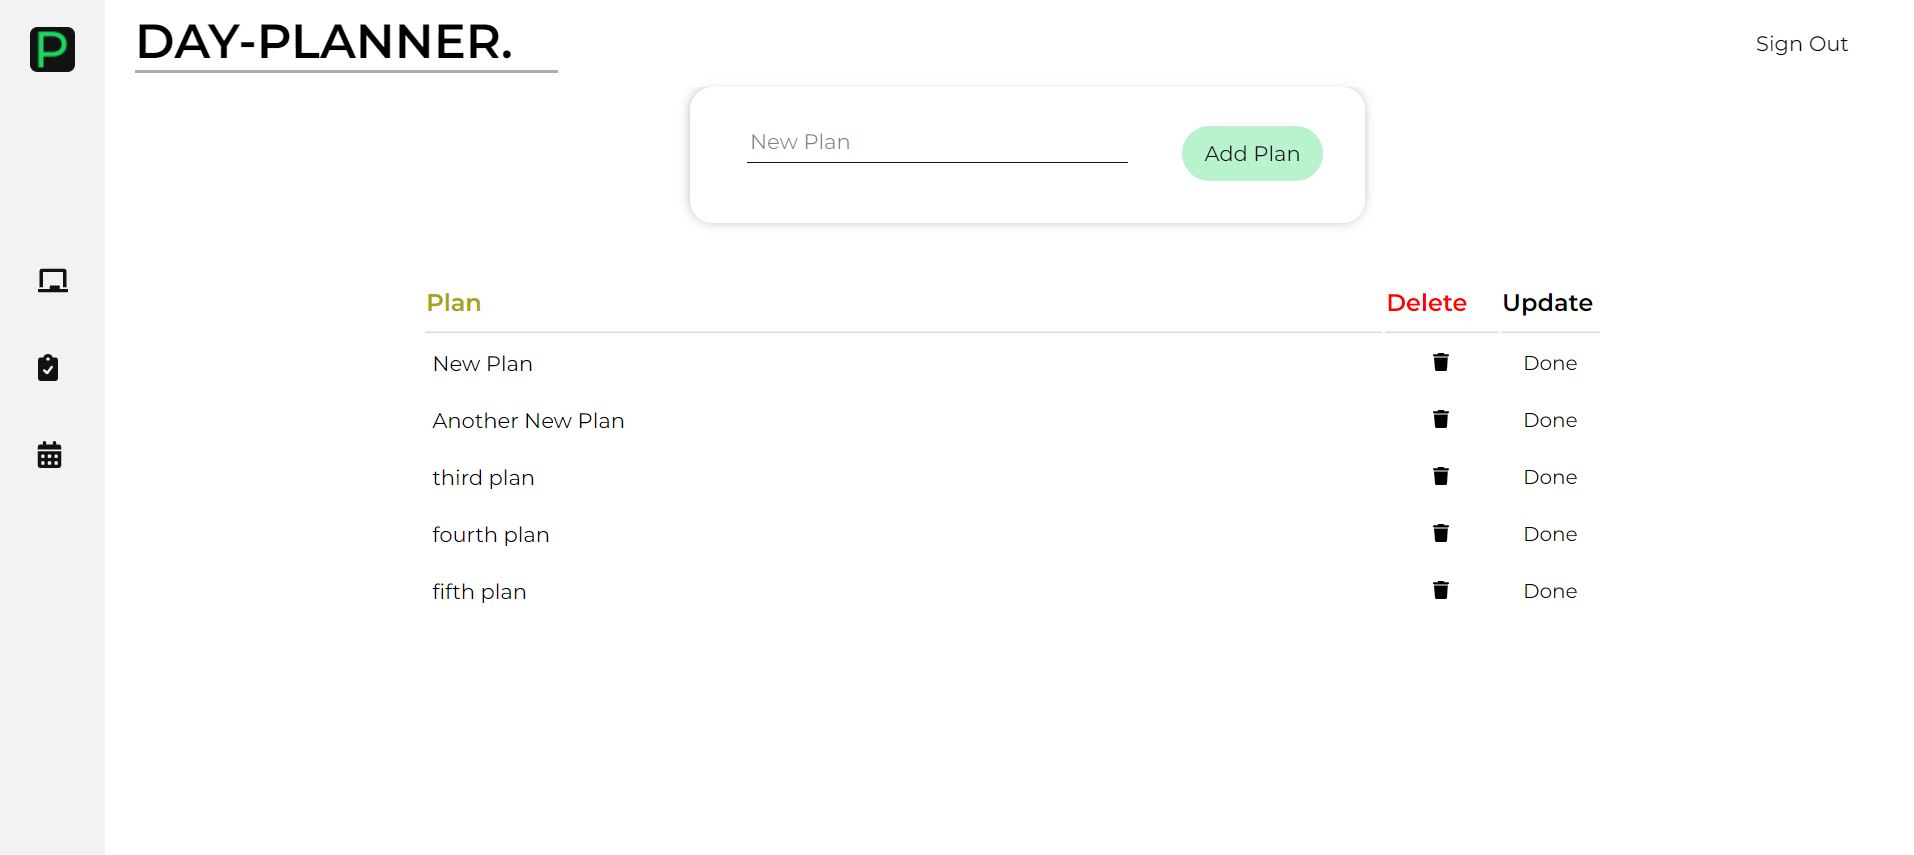 P
DAY-PLANNER.
Sign Out
New Plan
Add Plan
Plan Delete Update
New Plan Done
Another New Plan Done
third plan Done
fourth plan Done
fifth plan Done